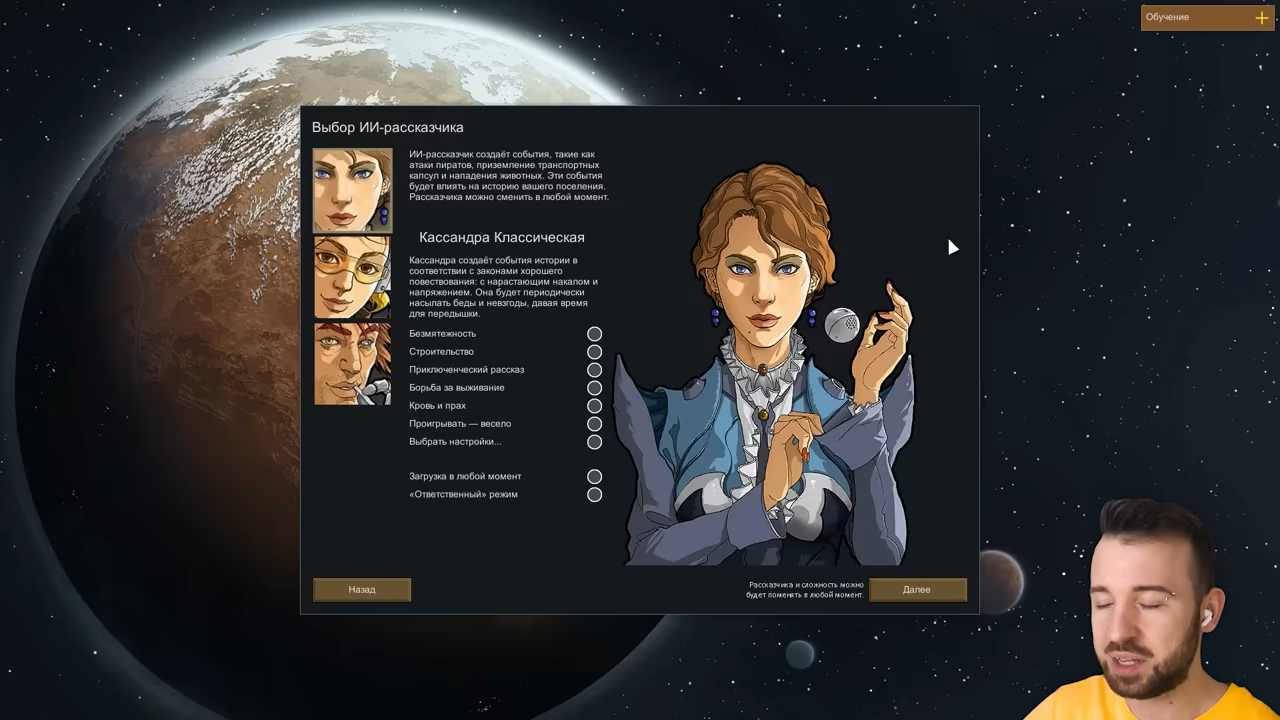 Обучение
Выбор ИИ-рассказчика
ИИ-рассказчик создаёт события, такие как
атаки пиратов, приземление транспортных
капсул и нападения животных. Эти события
будет влиять на историю вашего поселения.
Рассказчика можно сменить в любой момент.
Кассандра Классическая
Кассандра создаёт события истории в
соответствии с законами хорошего
повествования: с нарастающим накалом и
напряжением. Она будет периодически
насылать беды и невзгоды, давая время
для передышки.
Безмятежность
Строительство
Приключенческий рассказ
Борьба за выживание
Кровь и прах
Проигрывать — весело
Выбрать настройки...
Загрузка в любой момент
«Ответственный» режим
Назад
Рассказчика и сложность можно
будет поменять в любой момент.
Далее